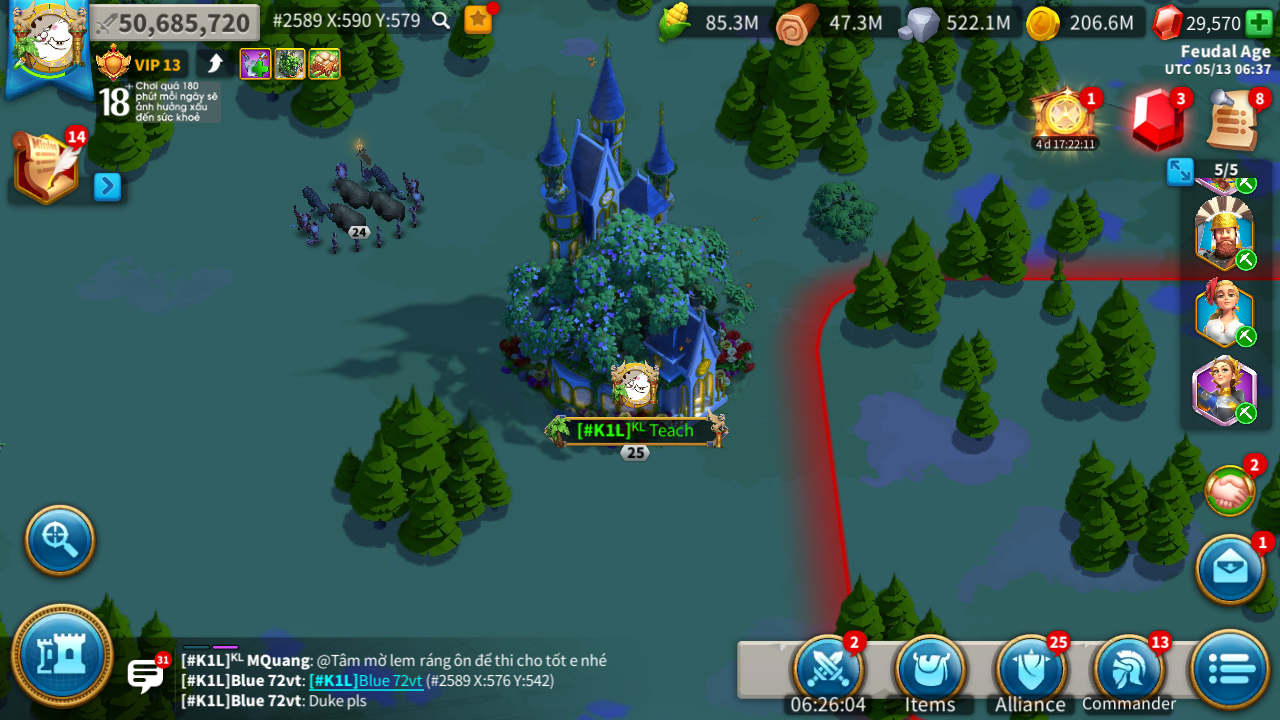 50,685,720
#2589 X:590 Y:579
85.3M
47.3M
522.1M
206.6M
29,570
VIP 13
Feudal Age
UTC 05/13 06:37
18+
Chơi quá 180
phút mỗi ngày sẽ
ảnh hưởng xấu
đến sức khoẻ
1
3
8
4 d 17:22:11
14
5/5
24
[#K1L]KL Teach
25
2
1
31
[#K1L]KL MQuang: @Tâm mờ lem ráng ôn để thi cho tốt e nhé
[#K1L]Blue 72vt: [#K1L]Blue 72vt (#2589 X:576 Y:542)
[#K1L]Blue 72vt: Duke pls
2
25
13
06:26:04
Items
Alliance
Commander